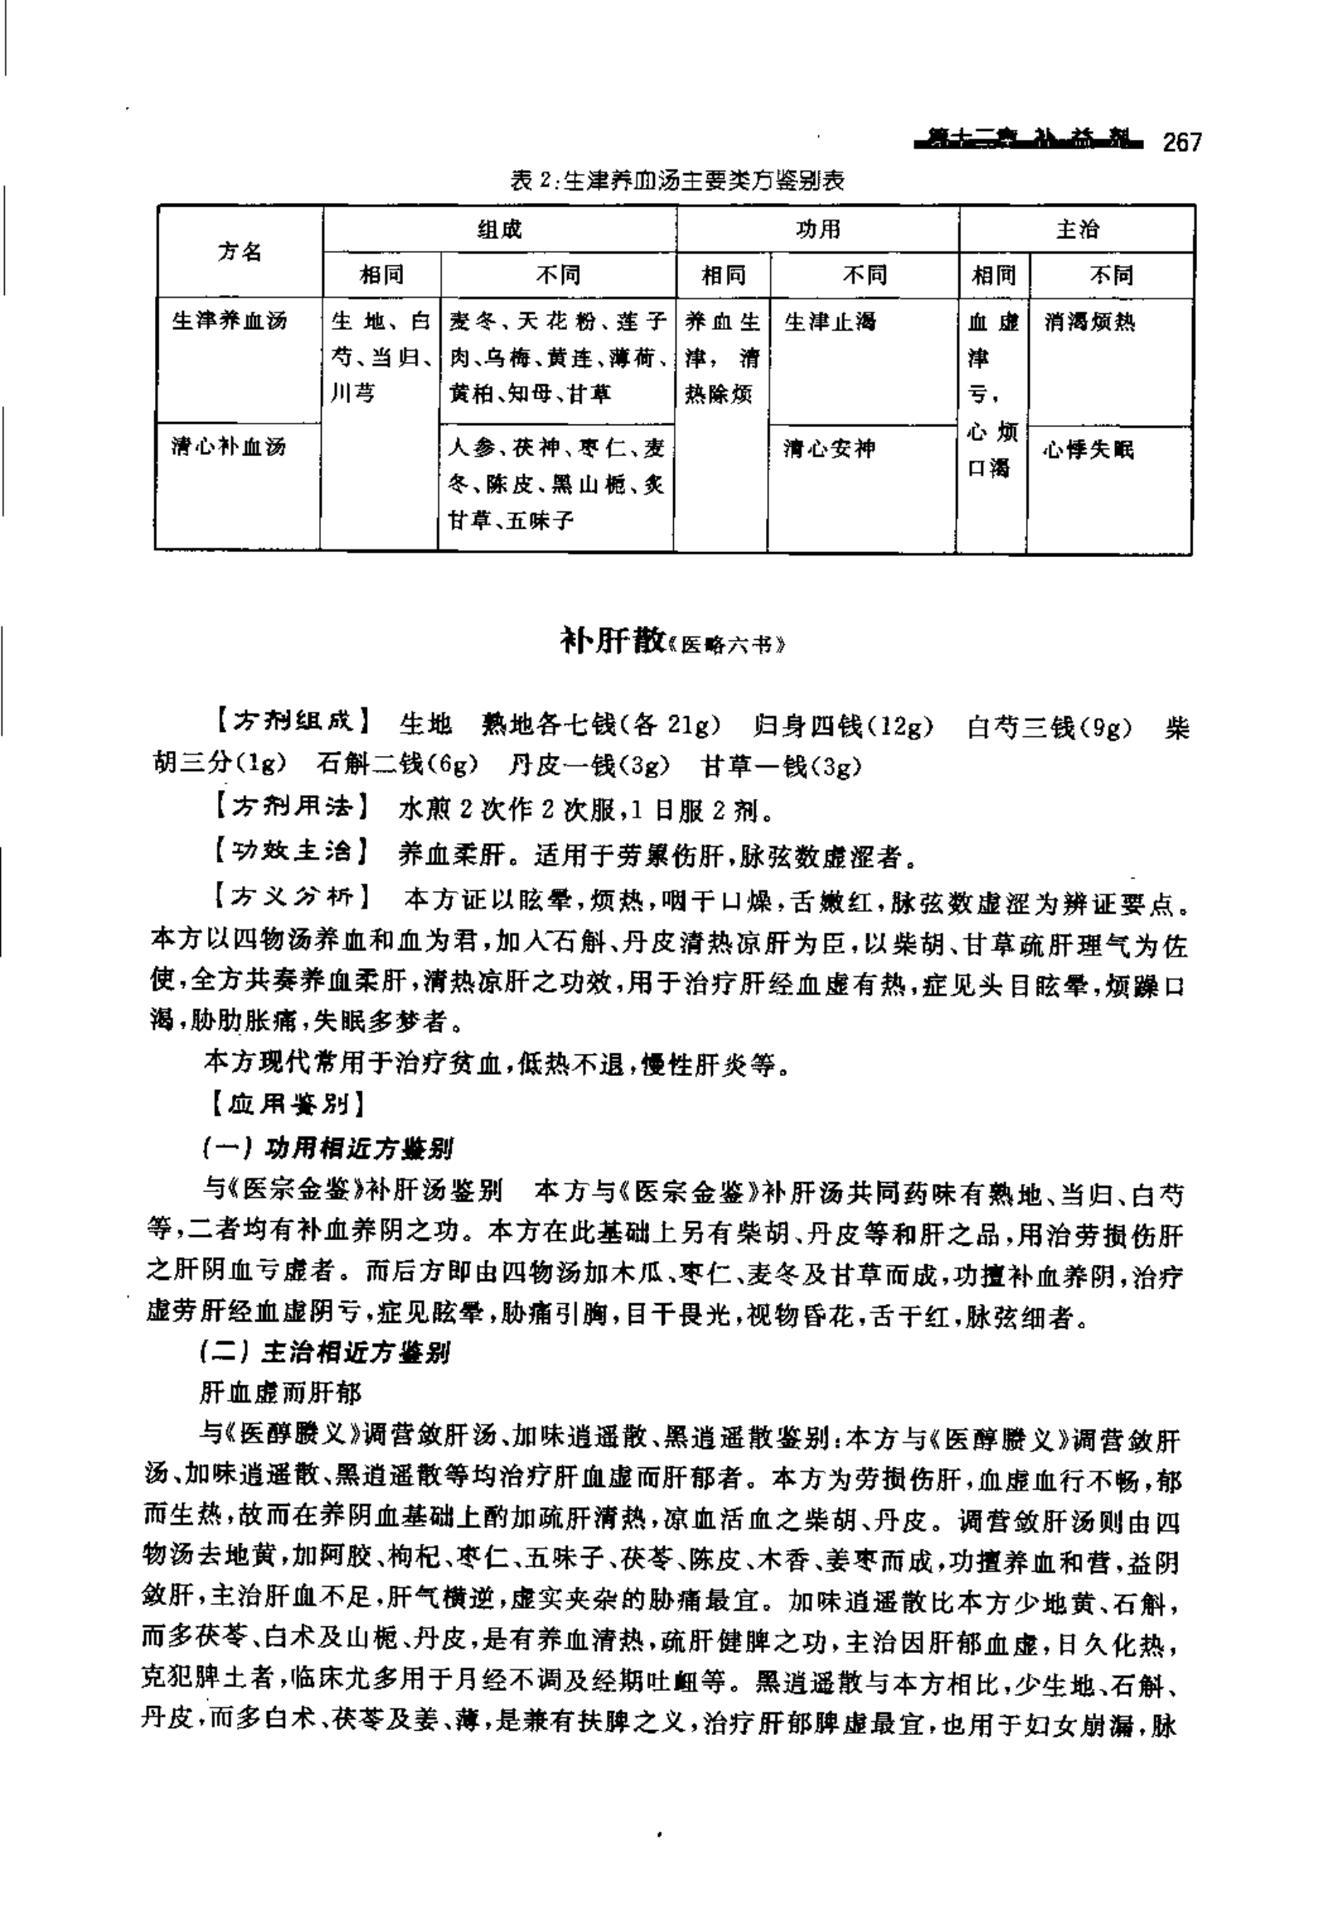 第十二章 补益剂 267
表 2:生津养血汤主要类方鉴别表
方名 组成 功用 主治
相同 不同 相同 不同 相同 不同
生津养血汤 生地、白 麦冬、天花粉、莲子 养血生 生津止渴 血虚 消渴烦热
芍、当归、 肉、乌梅、黄连、薄荷、 津，清 津
川芎 黄柏、知母、甘草 热除烦 亏，
清心补血汤 人参、茯神、枣仁、麦 清心安神 心烦 心悸失眠
冬、陈皮、黑山栀、炙 口渴
甘草、五味子
补肝散《医略六书》
【方剂组成】 生地 熟地各七钱(各 21g) 归身四钱(12g) 白芍三钱(9g) 柴
胡三分(1g) 石斛二钱(6g) 丹皮一钱(3g) 甘草一钱(3g)
【方剂用法】 水煎 2 次作 2 次服,1 日服 2 剂。
【功效主治】 养血柔肝。适用于劳累伤肝,脉弦数虚涩者。
【方义分析】 本方证以眩晕,烦热,咽干口燥,舌嫩红,脉弦数虚涩为辨证要点。
本方以四物汤养血和血为君,加入石斛、丹皮清热凉肝为臣,以柴胡、甘草疏肝理气为佐
使,全方共奏养血柔肝,清热凉肝之功效,用于治疗肝经血虚有热,症见头目眩晕,烦躁口
渴,胁肋胀痛,失眠多梦者。
本方现代常用于治疗贫血,低热不退,慢性肝炎等。
【应用鉴别】
(一) 功用相近方鉴别
与《医宗金鉴》补肝汤鉴别 本方与《医宗金鉴》补肝汤共同药味有熟地、当归、白芍
等,二者均有补血养阴之功。本方在此基础上另有柴胡、丹皮等和肝之品,用治劳损伤肝
之肝阴血亏虚者。而后方即由四物汤加木瓜、枣仁、麦冬及甘草而成,功擅补血养阴,治疗
虚劳肝经血虚阴亏,症见眩晕,胁痛引胸,目干畏光,视物昏花,舌干红,脉弦细者。
(二) 主治相近方鉴别
肝血虚而肝郁
与《医醇賸义》调营敛肝汤、加味逍遥散、黑逍遥散鉴别:本方与《医醇賸义》调营敛肝
汤、加味逍遥散、黑逍遥散等均治疗肝血虚而肝郁者。本方为劳损伤肝,血虚血行不畅,郁
而生热,故而在养阴血基础上酌加疏肝清热,凉血活血之柴胡、丹皮。调营敛肝汤则由四
物汤去地黄,加阿胶、枸杞、枣仁、五味子、茯苓、陈皮、木香、姜枣而成,功擅养血和营,益阴
敛肝,主治肝血不足,肝气横逆,虚实夹杂的胁痛最宜。加味逍遥散比本方少地黄、石斛,
而多茯苓、白术及山栀、丹皮,是有养血清热,疏肝健脾之功,主治因肝郁血虚,日久化热,
克犯脾土者,临床尤多用于月经不调及经期吐衄等。黑逍遥散与本方相比,少生地、石斛、
丹皮,而多白术、茯苓及姜、薄,是兼有扶脾之义,治疗肝郁脾虚最宜,也用于妇女崩漏,脉